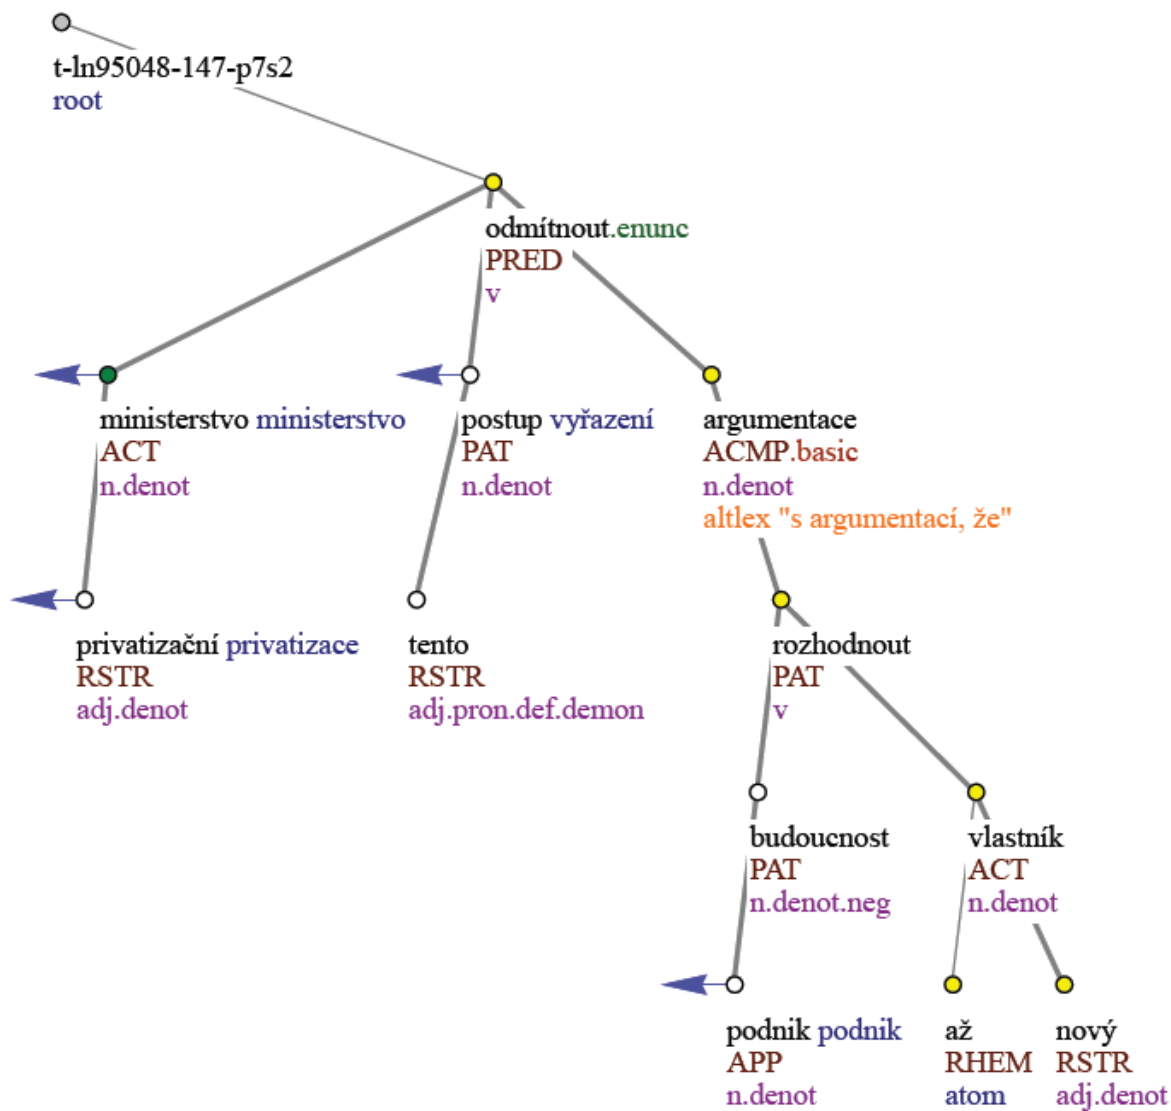 t-ln95048-147-p7s2
root
odmítnout.enunc
PRED
v
ministerstvo ministerstvo
ACT
n.denot
postup vyřazení
PAT
n.denot
argumentace
ACMP.basic
n.denot
altlex "s argumentací, že"
privatizační privatizace
RSTR
adj.denot
tento
RSTR
adj.pron.def.demon
rozhodnout
PAT
v
budoucnost
PAT
n.denot.neg
vlastník
ACT
n.denot
podnik podnik
APP
n.denot
až
RHEM
atom
nový
RSTR
adj.denot